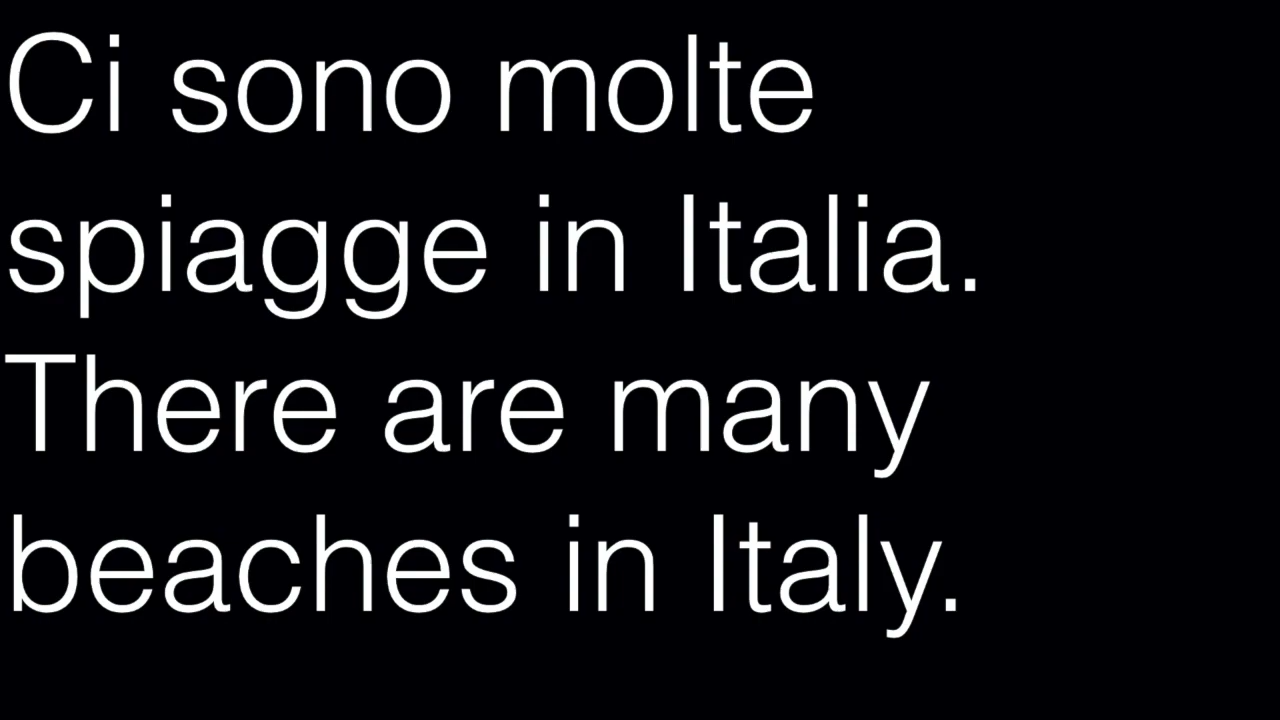 Ci sono molte
spiagge in Italia.
There are many
beaches in Italy.